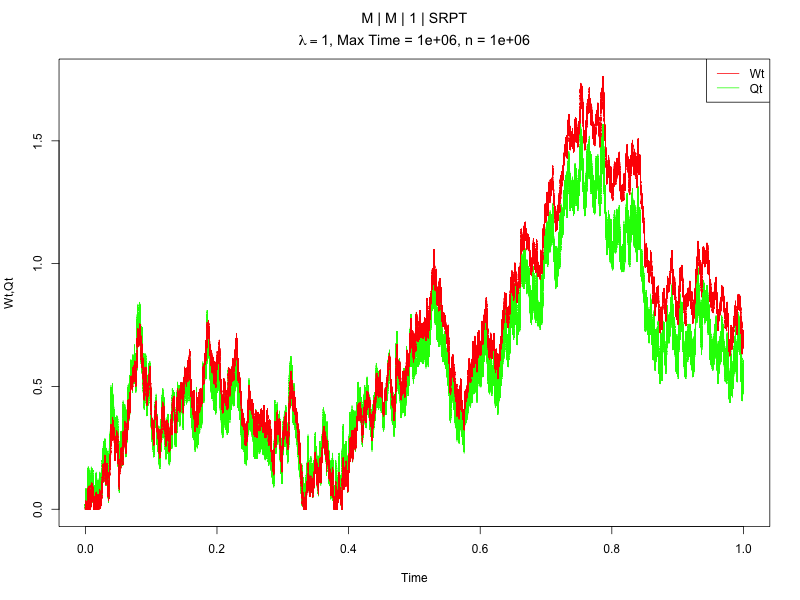 M | M | 1 | SRPT
λ = 1, Max Time = 1e+06, n = 1e+06
Wt
Qt
Wt,Qt
1.5
1.0
0.5
0.0
0.0 0.2 0.4 0.6 0.8 1.0
Time